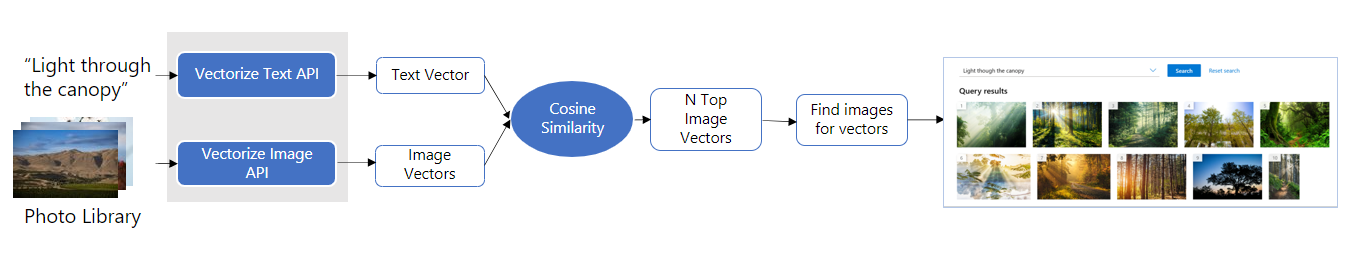 “Light through
the canopy”
Vectorize Text API
Text Vector
Photo Library
Vectorize Image
API
Image
Vectors
Cosine
Similarity
N Top
Image
Vectors
Find images
for vectors
Light though the canopy
Search
Reset search
Query results
1
2
3
4
5
6
7
8
9
10